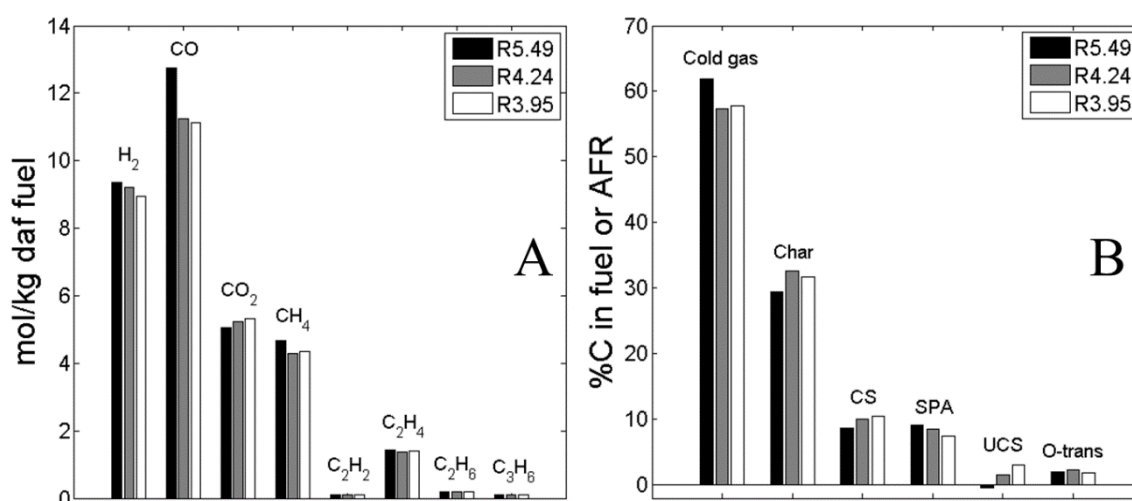 14
12
10
8
6
4
2
0
mol/kg daf fuel
H₂
CO
CO₂
CH₄
C₂H₂
C₂H₄
C₂H₆
C₃H₆
R5.49
R4.24
R3.95
A
70
60
50
40
30
20
10
0
%C in fuel or AFR
Cold gas
Char
CS
SPA
UCS
O-trans
R5.49
R4.24
R3.95
B